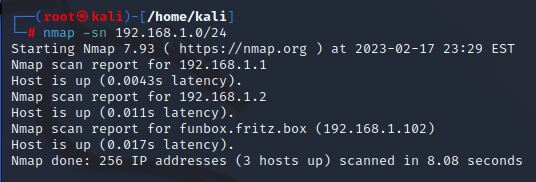 ┌──(root㉿kali)-[/home/kali]
└─# nmap -sn 192.168.1.0/24
Starting Nmap 7.93 ( https://nmap.org ) at 2023-02-17 23:29 EST
Nmap scan report for 192.168.1.1
Host is up (0.0043s latency).
Nmap scan report for 192.168.1.2
Host is up (0.011s latency).
Nmap scan report for funbox.fritz.box (192.168.1.102)
Host is up (0.017s latency).
Nmap done: 256 IP addresses (3 hosts up) scanned in 8.08 seconds